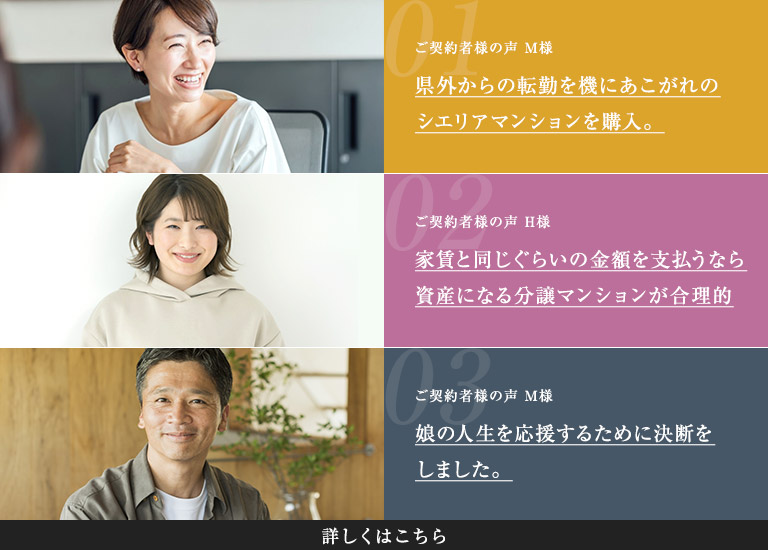 01
ご契約者様の声 M様
県外からの転勤を機にあこがれの
シエリアマンションを購入。
02
ご契約者様の声 H様
家賃と同じぐらいの金額を支払うなら
資産になる分譲マンションが合理的
03
ご契約者様の声 M様
娘の人生を応援するために決断を
しました。
詳しくはこちら